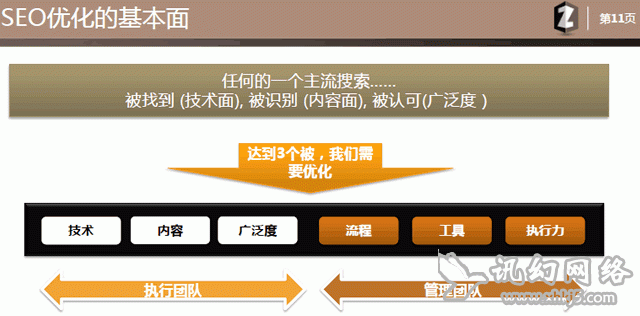 SEO优化的基本面
Z
第11页
任何的一个主流搜索……
被找到 (技术面), 被识别 (内容面), 被认可(广泛度 )
达到3个被，我们需
要优化
技术
内容
广泛度
流程
工具
执行力
执行团队
管理团队
讯幻网络